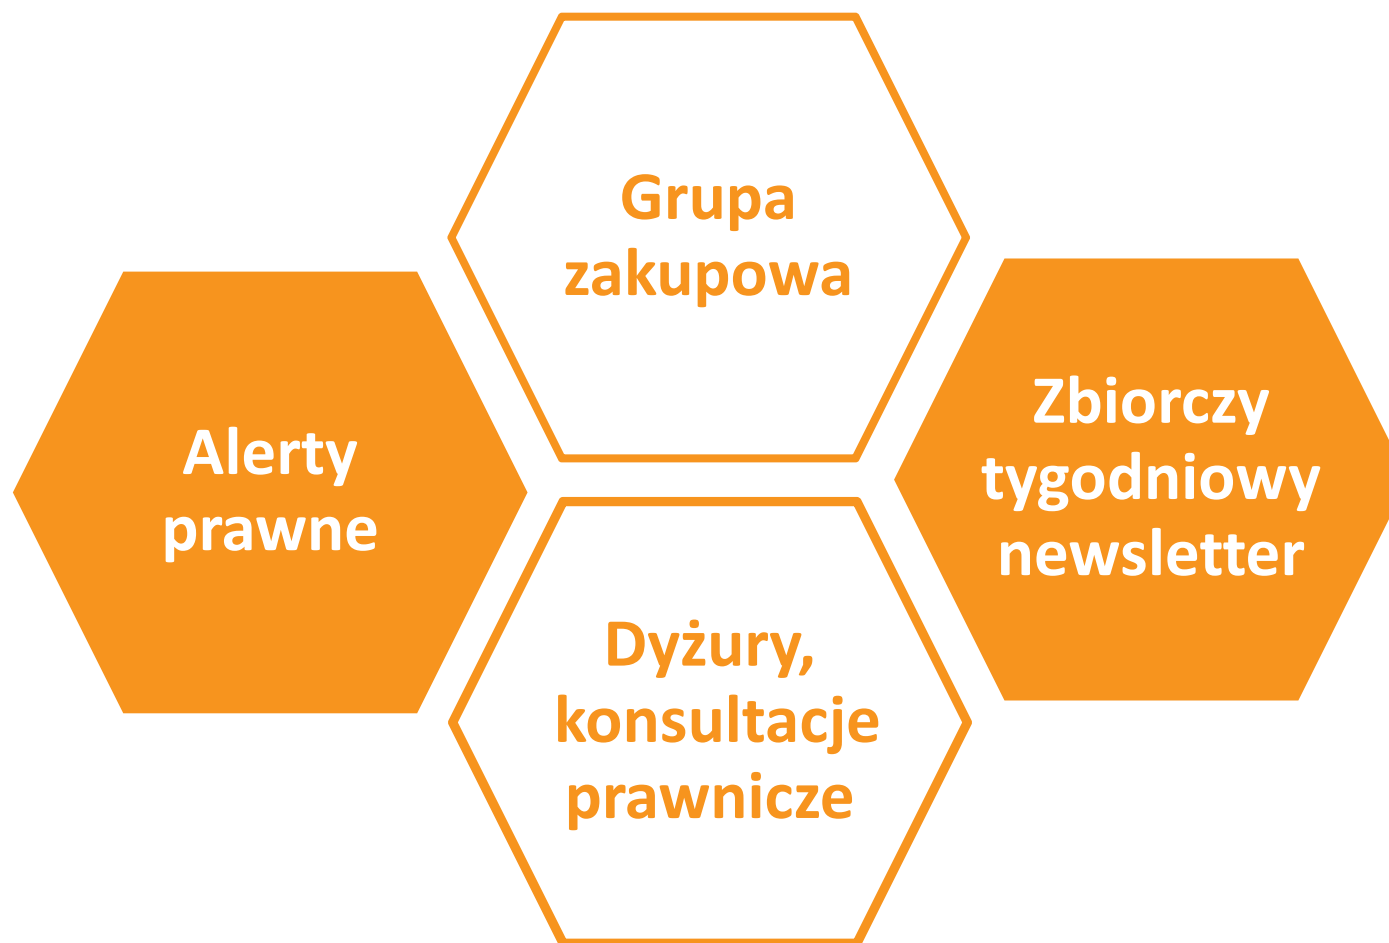 Grupa
zakupowa
Alerty
prawne
Zbiorczy
tygodniowy
newsletter
Dyżury,
konsultacje
prawnicze